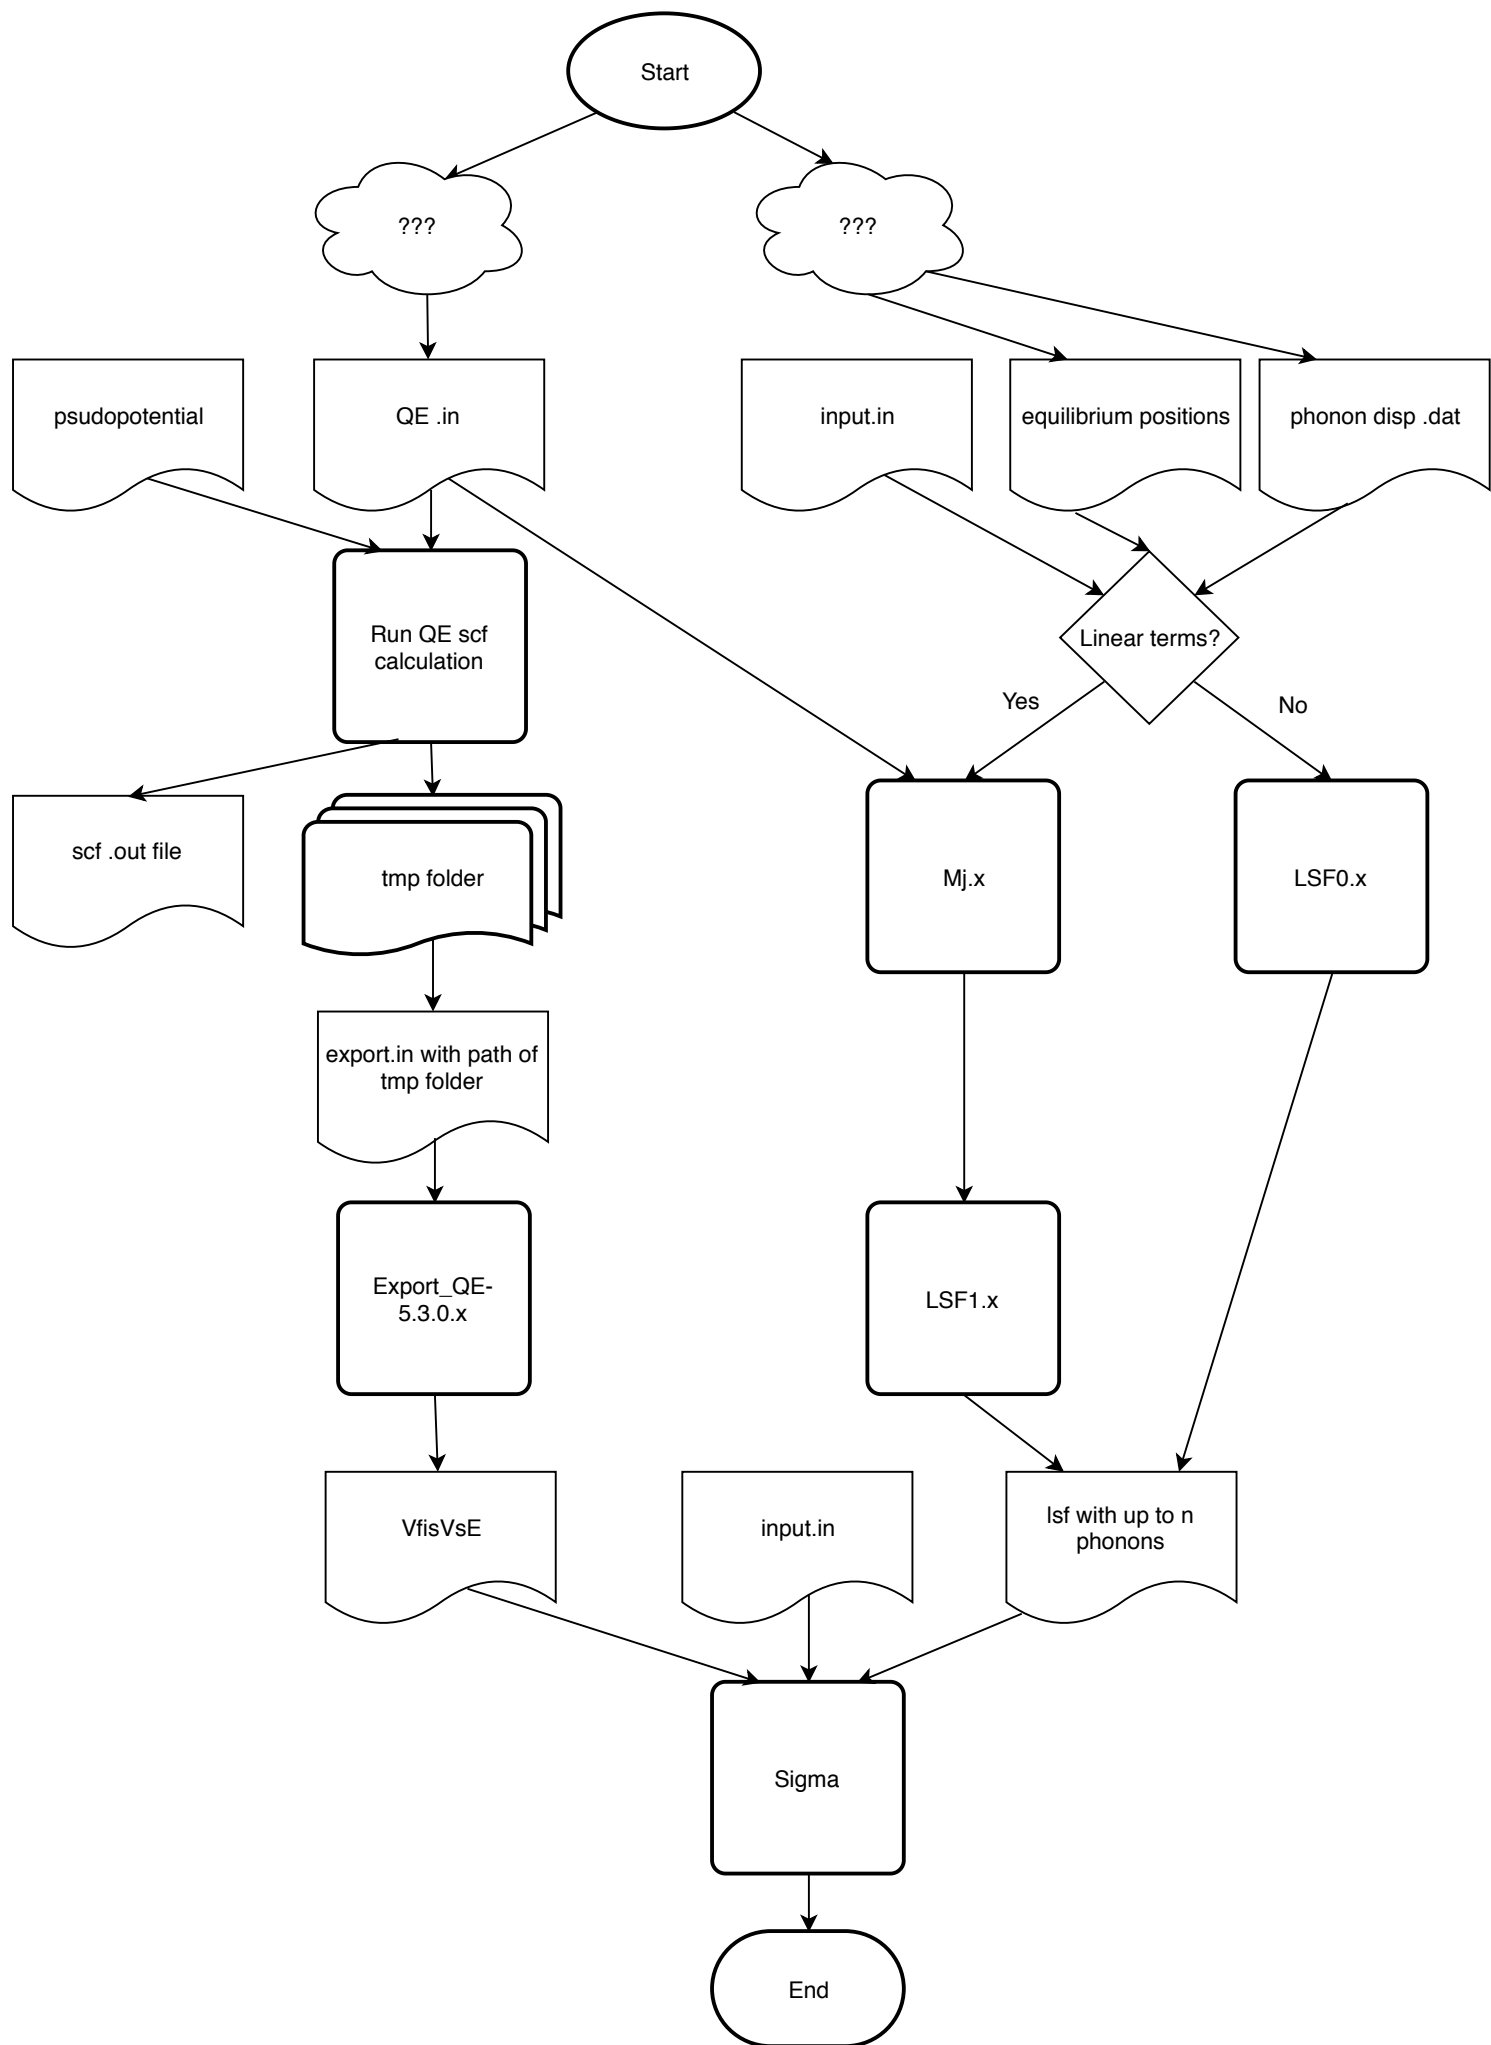 Start
???
???
psudopotential
QE .in
input.in
equilibrium positions
phonon disp .dat
Run QE scf
calculation
Linear terms?
Yes
No
scf .out file
tmp folder
Mj.x
LSF0.x
export.in with path of
tmp folder
Export_QE-
5.3.0.x
LSF1.x
VfisVsE
input.in
lsf with up to n
phonons
Sigma
End